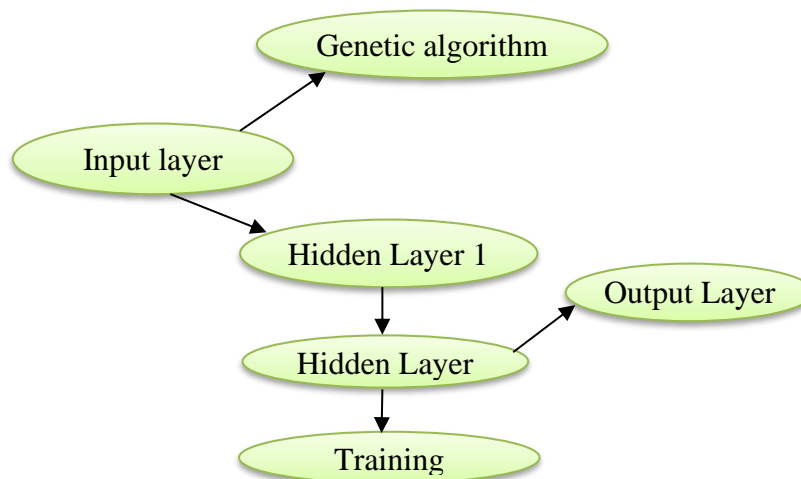 Genetic algorithm
Input layer
Hidden Layer 1
Output Layer
Hidden Layer
Training